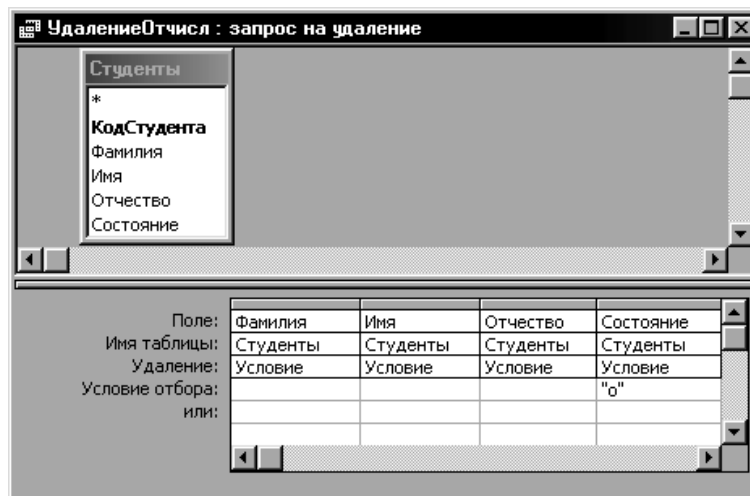 УдалениеОтчисл : запрос на удаление
Студенты
*
КодСтудента
Фамилия
Имя
Отчество
Состояние
Поле: Фамилия Имя Отчество Состояние
Имя таблицы: Студенты Студенты Студенты Студенты
Удаление: Условие Условие Условие Условие
Условие отбора: "о"
или: